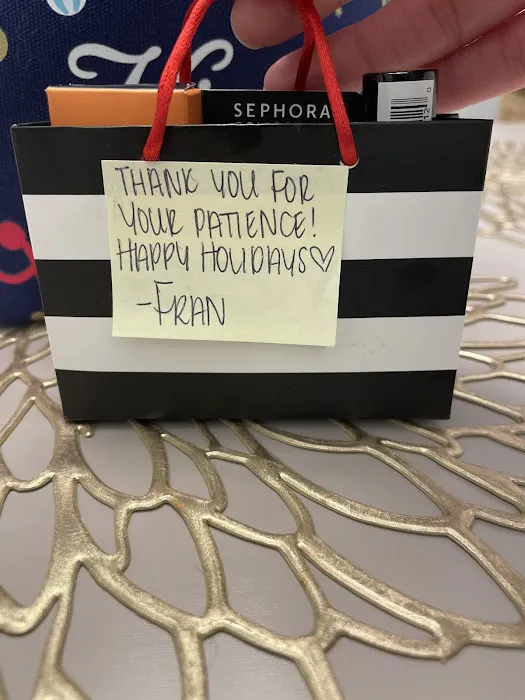 SEPHORA
THANK YOU FOR
YOUR PATIENCE!
HAPPY HOLIDAYS♡
-FRAN